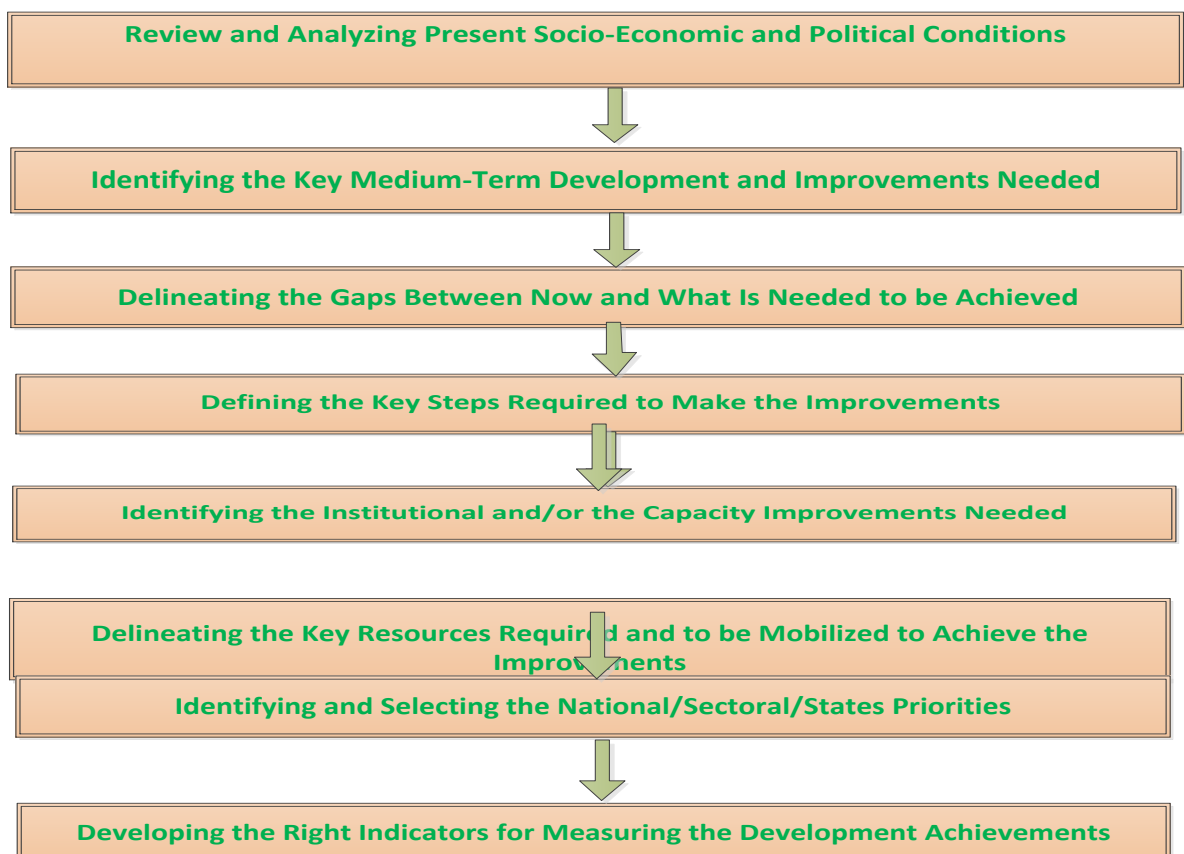 Review and Analyzing Present Socio-Economic and Political Conditions
Identifying the Key Medium-Term Development and Improvements Needed
Delineating the Gaps Between Now and What Is Needed to be Achieved
Defining the Key Steps Required to Make the Improvements
Identifying the Institutional and/or the Capacity Improvements Needed
Delineating the Key Resources Required and to be Mobilized to Achieve the
Improvements
Identifying and Selecting the National/Sectoral/States Priorities
Developing the Right Indicators for Measuring the Development Achievements